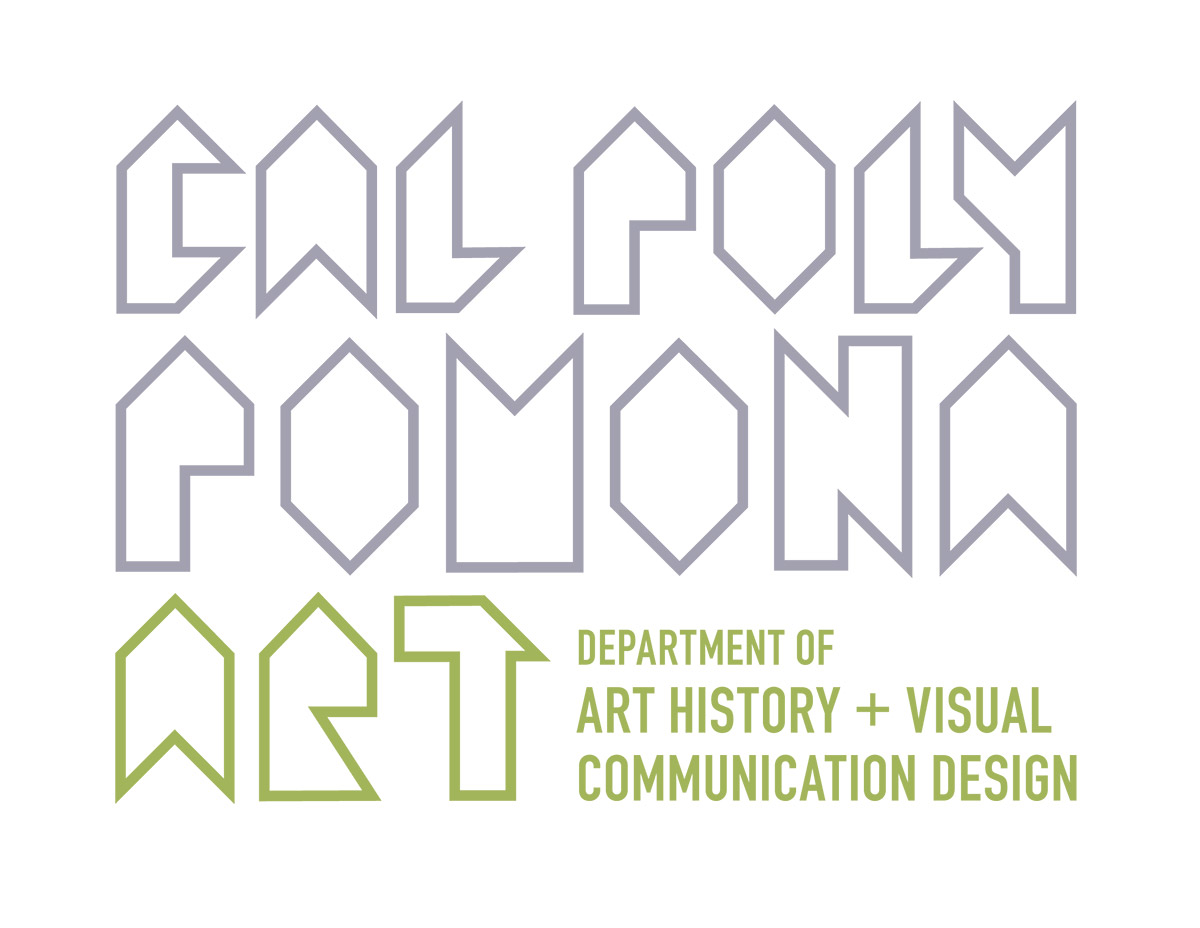 CAL POLY
POMONA
ART
DEPARTMENT OF
ART HISTORY + VISUAL
COMMUNICATION DESIGN